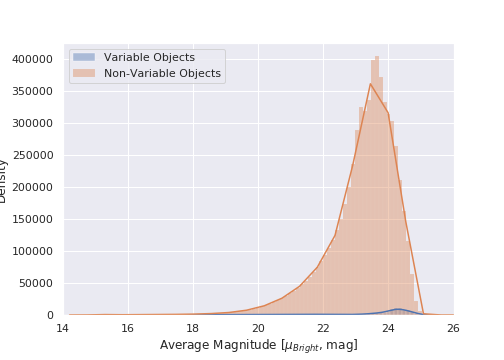 Variable Objects
Non-Variable Objects
400000
350000
300000
250000
200000
150000
100000
50000
0
Density
14 16 18 20 22 24 26
Average Magnitude [μBright, mag]